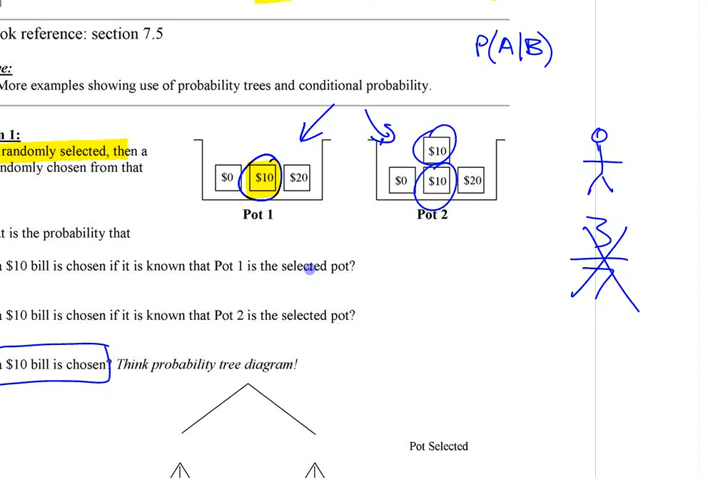 ok reference: section 7.5
P(A|B)
e:
More examples showing use of probability trees and conditional probability.
n 1:
randomly selected, then a
ndomly chosen from that
$0 $10 $20
Pot 1
$10
$0 $10 $20
Pot 2
t is the probability that
$10 bill is chosen if it is known that Pot 1 is the selected pot?
$10 bill is chosen if it is known that Pot 2 is the selected pot?
$10 bill is chosen? Think probability tree diagram!
Pot Selected